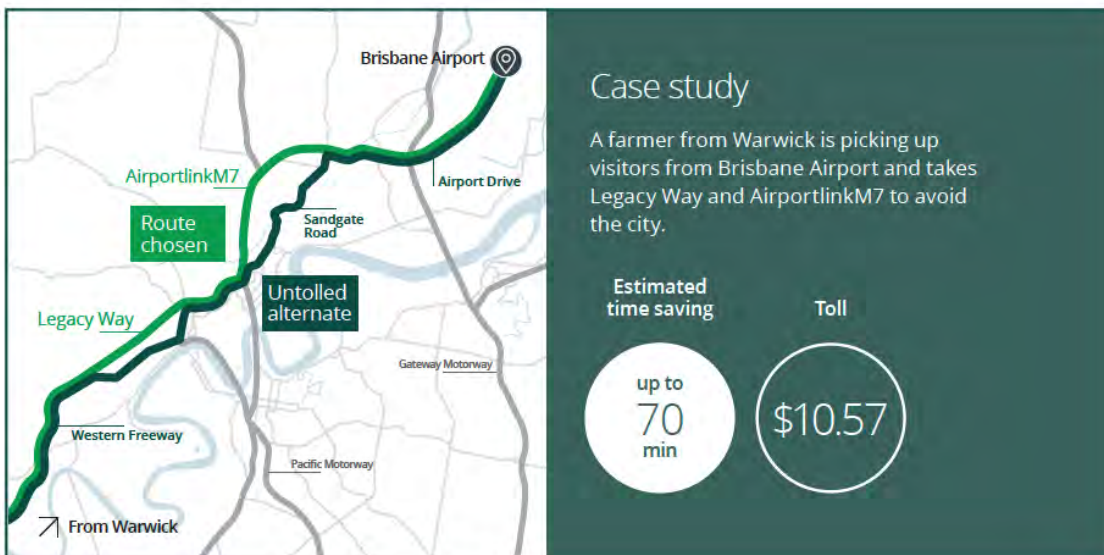 Brisbane Airport
AirportlinkM7
Airport Drive
Route
chosen
Sandgate
Road
Untolled
alternate
Legacy Way
Gateway Motorway
Western Freeway
Pacific Motorway
From Warwick
Case study
A farmer from Warwick is picking up
visitors from Brisbane Airport and takes
Legacy Way and AirportlinkM7 to avoid
the city.
Estimated
time saving
up to
70
min
Toll
$10.57